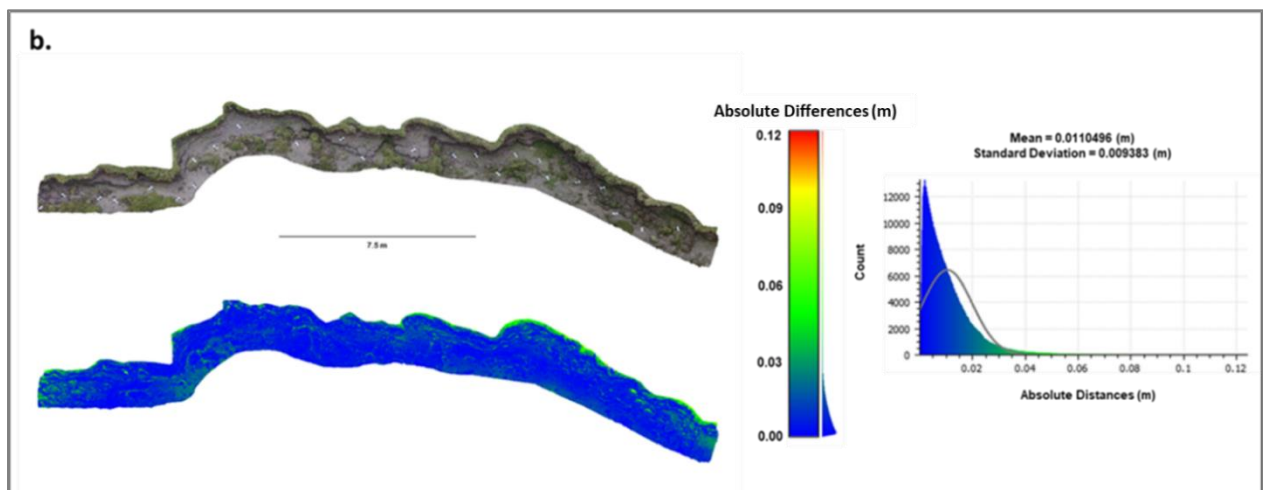 b.
7.5 m
Absolute Differences (m)
0.12
0.09
0.06
0.03
0.00
Mean = 0.0110496 (m)
Standard Deviation = 0.009383 (m)
Count
12000
10000
8000
6000
4000
2000
0
0.02 0.04 0.06 0.08 0.1 0.12
Absolute Distances (m)